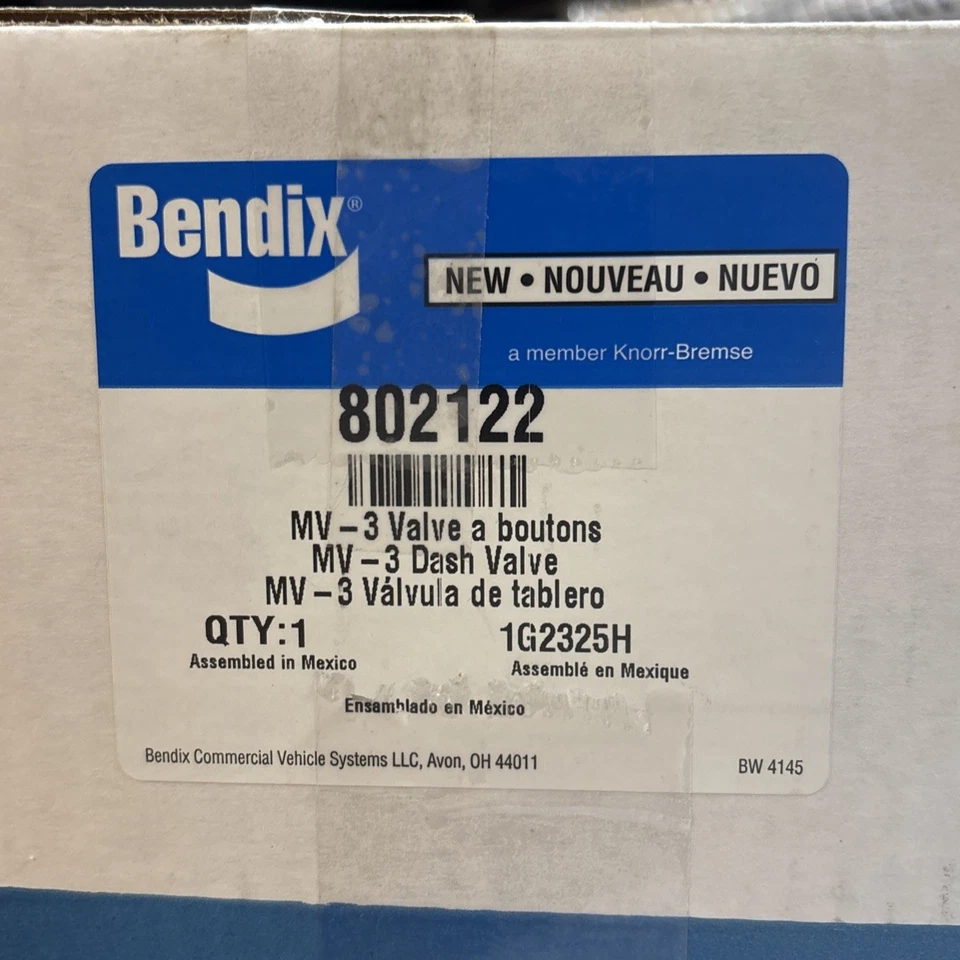 Bendix®
NEW • NOUVEAU • NUEVO
a member Knorr-Bremse
802122
MV – 3 Valve a boutons
MV – 3 Dash Valve
MV – 3 Válvula de tablero
QTY:1 1G2325H
Assembled in Mexico Assemblé en Mexique
Ensamblado en México
Bendix Commercial Vehicle Systems LLC, Avon, OH 44011 BW 4145